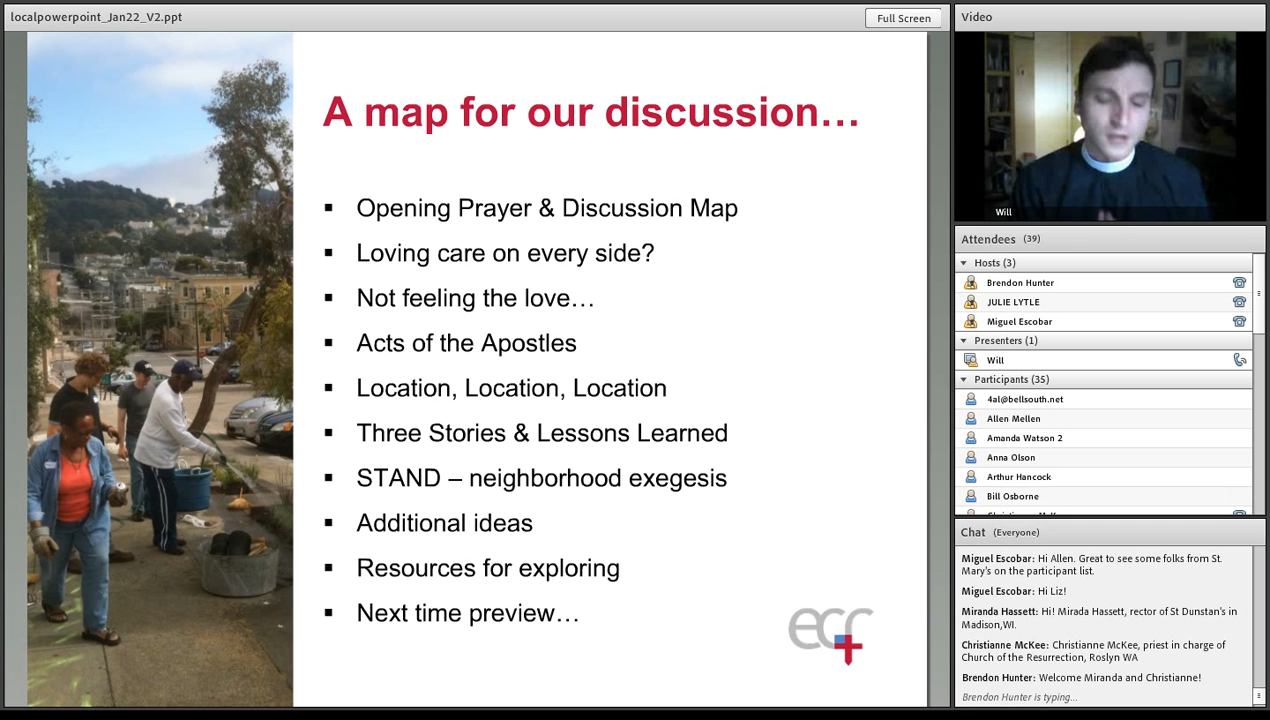 localpowerpoint_Jan22_V2.ppt
Full Screen
A map for our discussion…
▪ Opening Prayer & Discussion Map
▪ Loving care on every side?
▪ Not feeling the love…
▪ Acts of the Apostles
▪ Location, Location, Location
▪ Three Stories & Lessons Learned
▪ STAND – neighborhood exegesis
▪ Additional ideas
▪ Resources for exploring
▪ Next time preview…
Video
Will
Attendees (39)
Hosts (3)
Brendon Hunter
JULIE LYTLE
Miguel Escobar
Presenters (1)
Will
Participants (35)
4al@bellsouth.net
Allen Mellen
Amanda Watson 2
Anna Olson
Arthur Hancock
Bill Osborne
Chat (Everyone)
Miguel Escobar: Hi Allen. Great to see some folks from St.
Mary's on the participant list.
Miguel Escobar: Hi Liz!
Miranda Hassett: Hi! Mirada Hassett, rector of St Dunstan's in
Madison,WI.
Christianne McKee: Christianne McKee, priest in charge of
Church of the Resurrection, Roslyn WA
Brendon Hunter: Welcome Miranda and Christianne!
Brendon Hunter is typing...